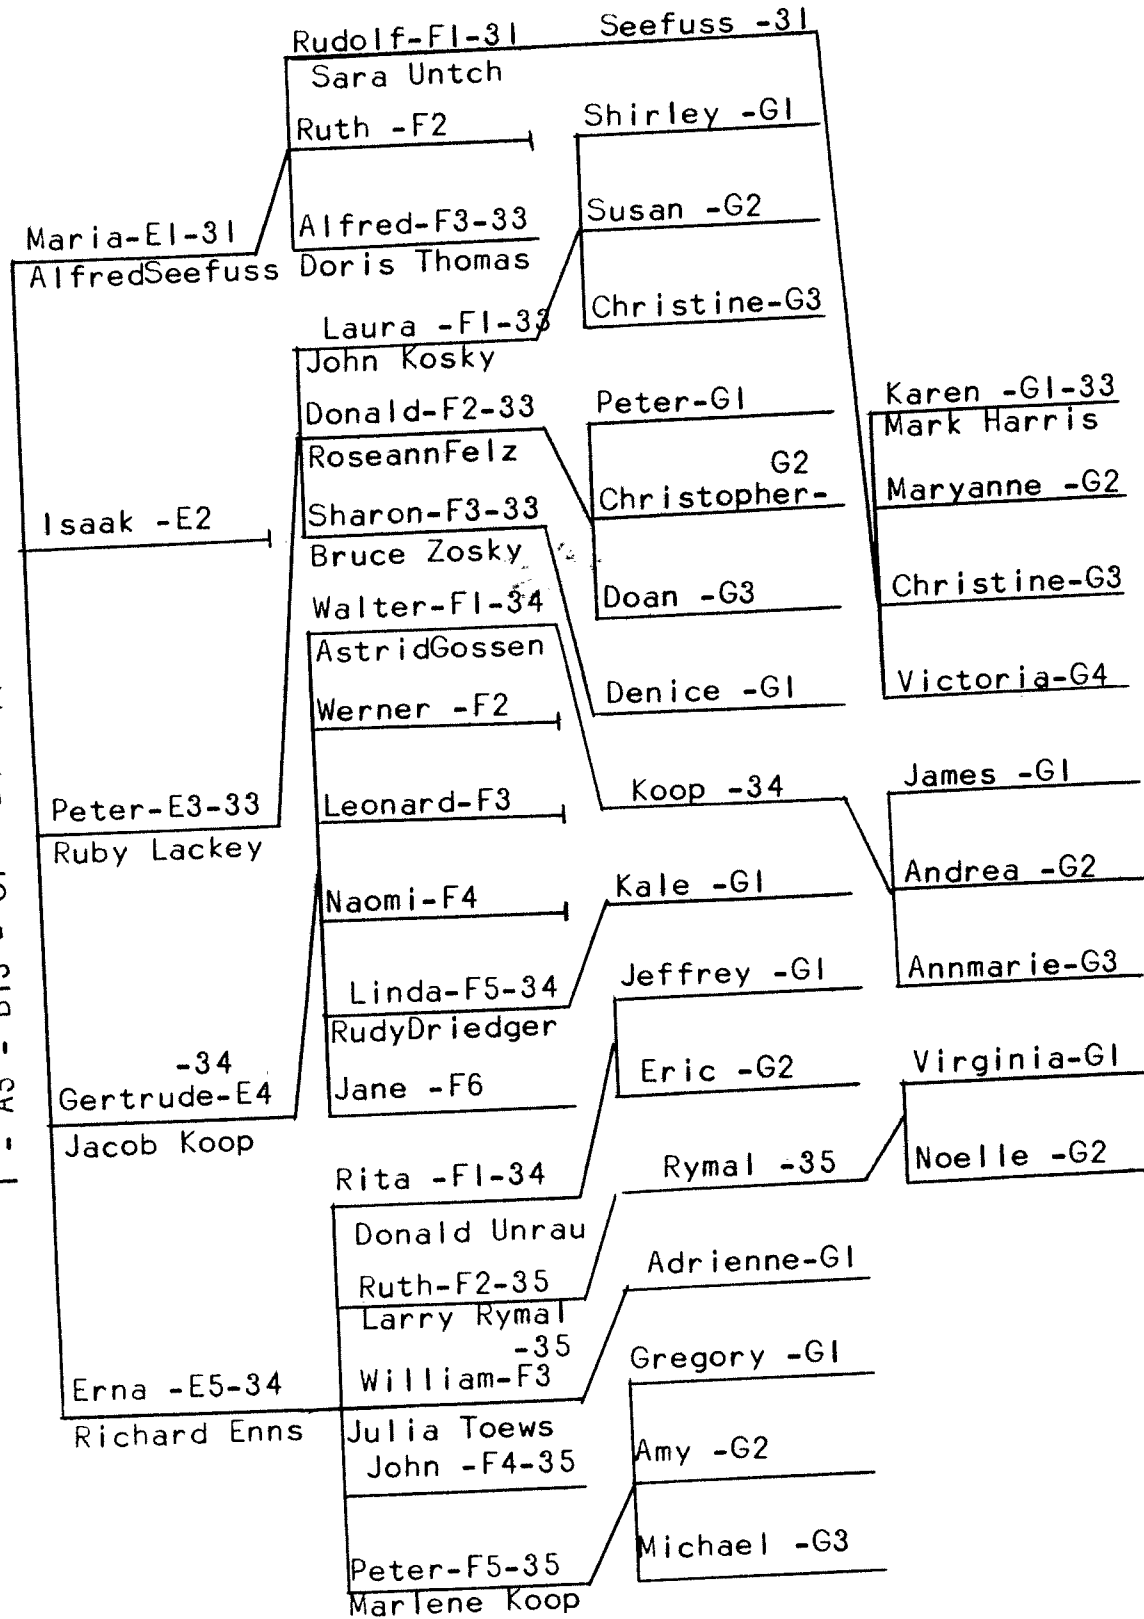 Rudolf-F1-31
Sara Untch
Ruth -F2
Alfred-F3-33
Doris Thomas
Maria-E1-31
AlfredSeefuss
Isaak -E2
Peter-E3-33
Ruby Lackey
-34
Gertrude-E4
Jacob Koop
Erna -E5-34
Richard Enns
Laura -F1-33
John Kosky
Donald-F2-33
RoseannFelz
Sharon-F3-33
Bruce Zosky
Walter-F1-34
AstridGossen
Werner -F2
Leonard-F3
Naomi-F4
Linda-F5-34
RudyDriedger
Jane -F6
Rita -F1-34
Donald Unrau
Ruth-F2-35
Larry Rymal
-35
William-F3
Julia Toews
John -F4-35
Peter-F5-35
Marlene Koop
Seefuss -31
Shirley -G1
Susan -G2
Christine-G3
Peter-G1
G2
Christopher-
Doan -G3
Denice -G1
Koop -34
Kale -G1
Jeffrey -G1
Eric -G2
Rymal -35
Adrienne-G1
Gregory -G1
Amy -G2
Michael -G3
Karen -G1-33
Mark Harris
Maryanne -G2
Christine-G3
Victoria-G4
James -G1
Andrea -G2
Annmarie-G3
Virginia-G1
Noelle -G2